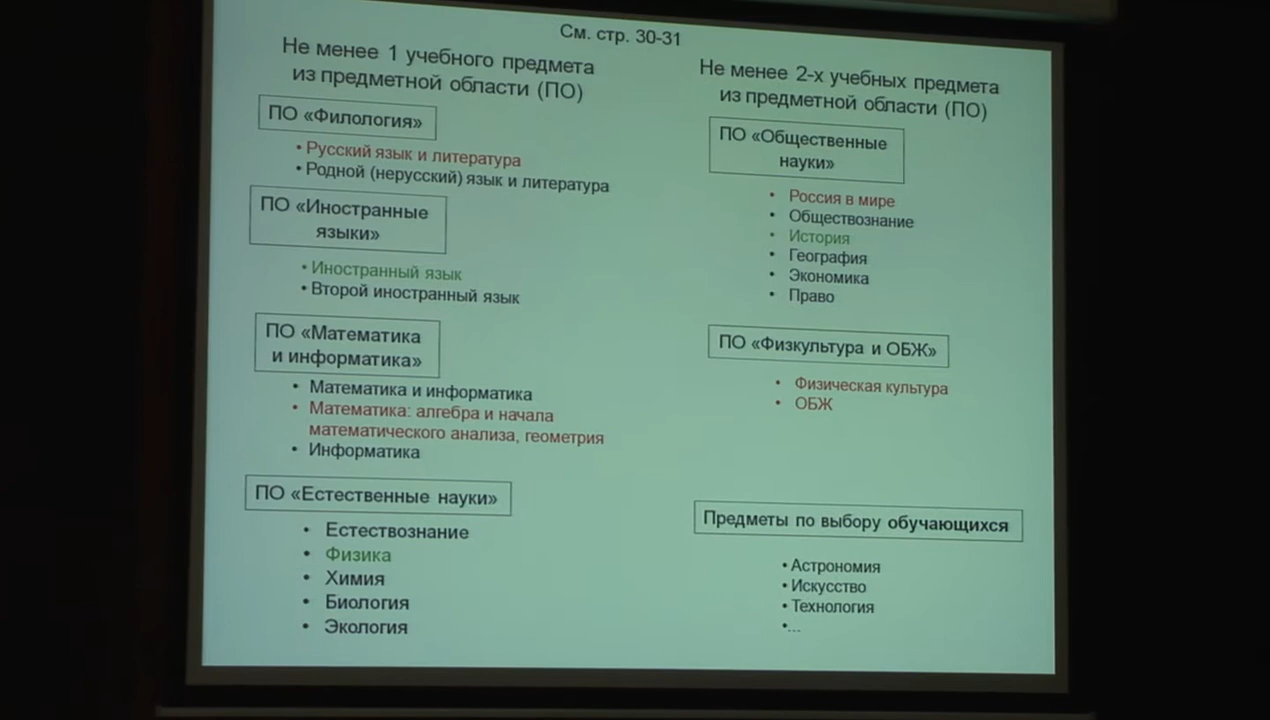 См. стр. 30-31
Не менее 1 учебного предмета
из предметной области (ПО)
ПО «Филология»
• Русский язык и литература
• Родной (нерусский) язык и литература
ПО «Иностранные
языки»
• Иностранный язык
• Второй иностранный язык
ПО «Математика
и информатика»
• Математика и информатика
• Математика: алгебра и начала
математического анализа, геометрия
• Информатика
ПО «Естественные науки»
• Естествознание
• Физика
• Химия
• Биология
• Экология
Не менее 2-х учебных предмета
из предметной области (ПО)
ПО «Общественные
науки»
• Россия в мире
• Обществознание
• История
• География
• Экономика
• Право
ПО «Физкультура и ОБЖ»
• Физическая культура
• ОБЖ
Предметы по выбору обучающихся
• Астрономия
• Искусство
• Технология
•...